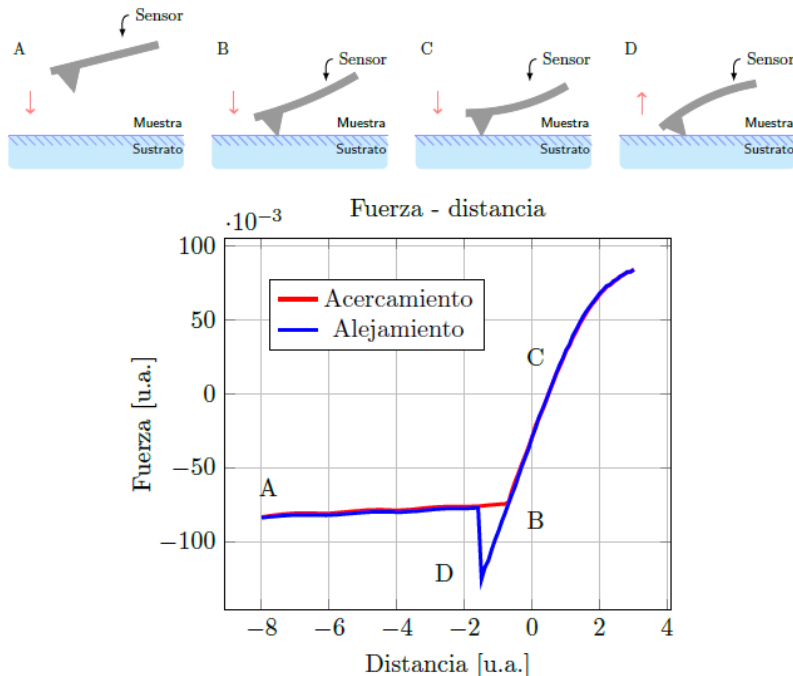 A
Sensor
Muestra
Sustrato
B
Sensor
Muestra
Sustrato
C
Sensor
Muestra
Sustrato
D
Sensor
Muestra
Sustrato
Fuerza - distancia
·10⁻³
100
50
0
−50
−100
Fuerza [u.a.]
Acercamiento
Alejamiento
A
B
C
D
−8
−6
−4
−2
0
2
4
Distancia [u.a.]